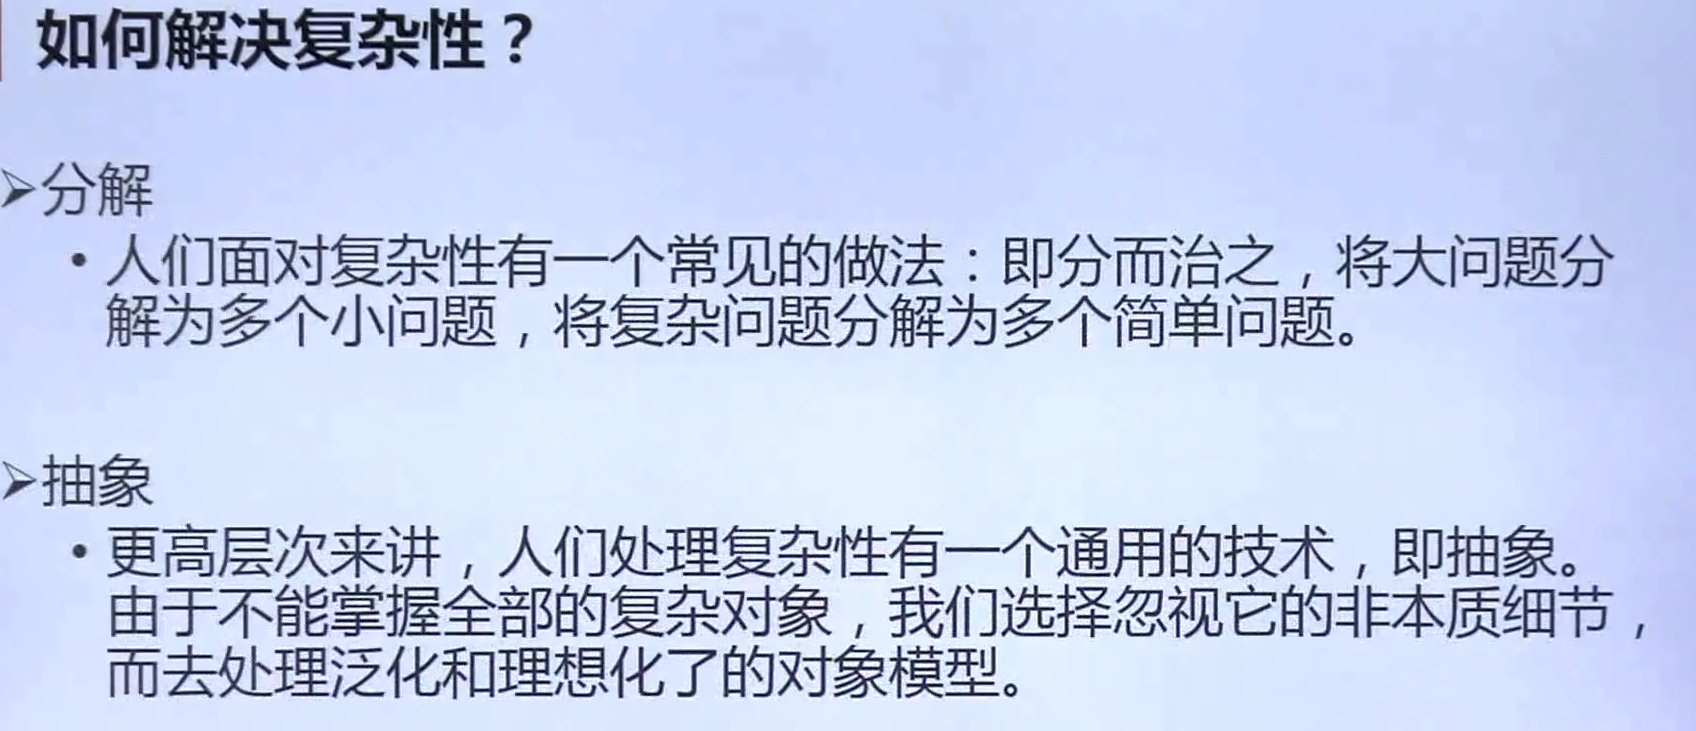 如何解决复杂性？
➢分解
•人们面对复杂性有一个常见的做法：即分而治之，将大问题分
解为多个小问题，将复杂问题分解为多个简单问题。
➢抽象
•更高层次来讲，人们处理复杂性有一个通用的技术，即抽象。
由于不能掌握全部的复杂对象，我们选择忽视它的非本质细节，
而去处理泛化和理想化了的对象模型。